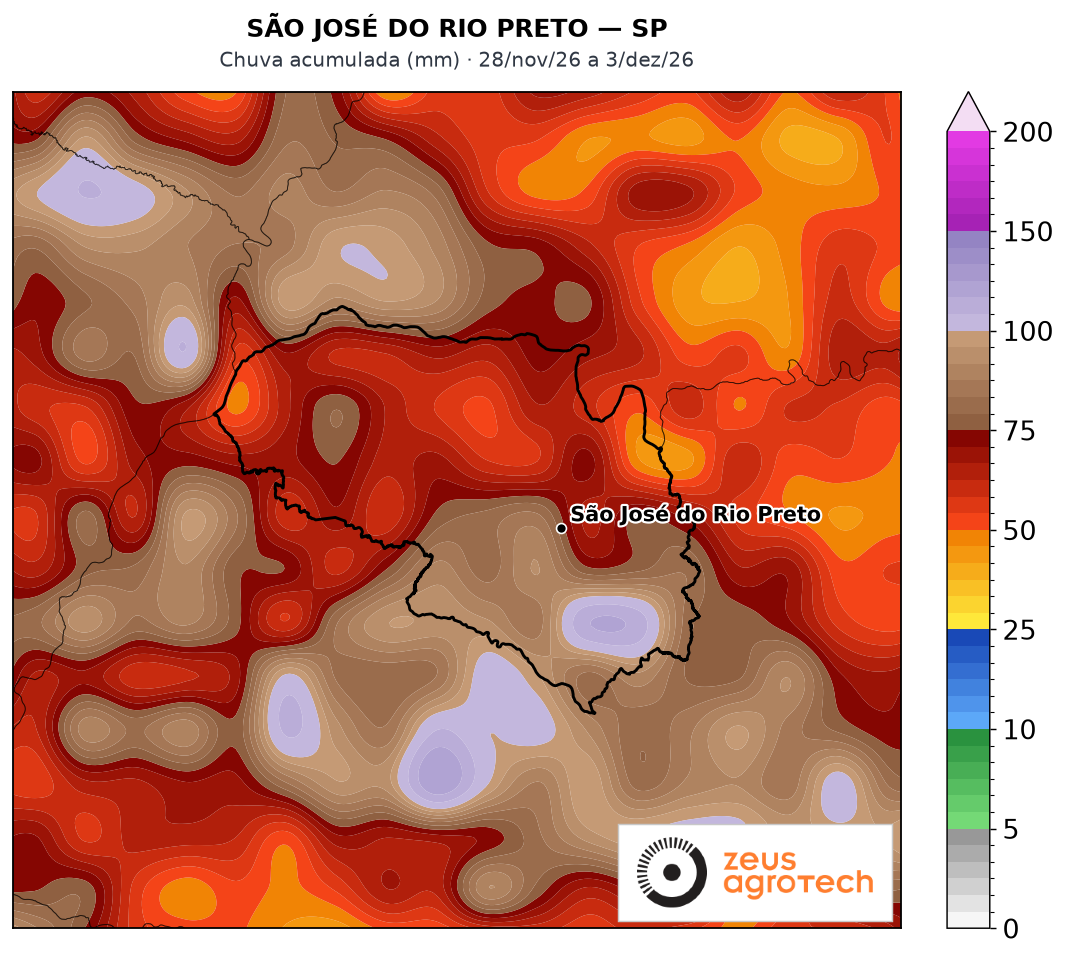 SÃO JOSÉ DO RIO PRETO — SP
Chuva acumulada (mm) · 28/nov/26 a 3/dez/26
200
150
100
75
50
25
10
5
0
São José do Rio Preto
zeus
agrotech